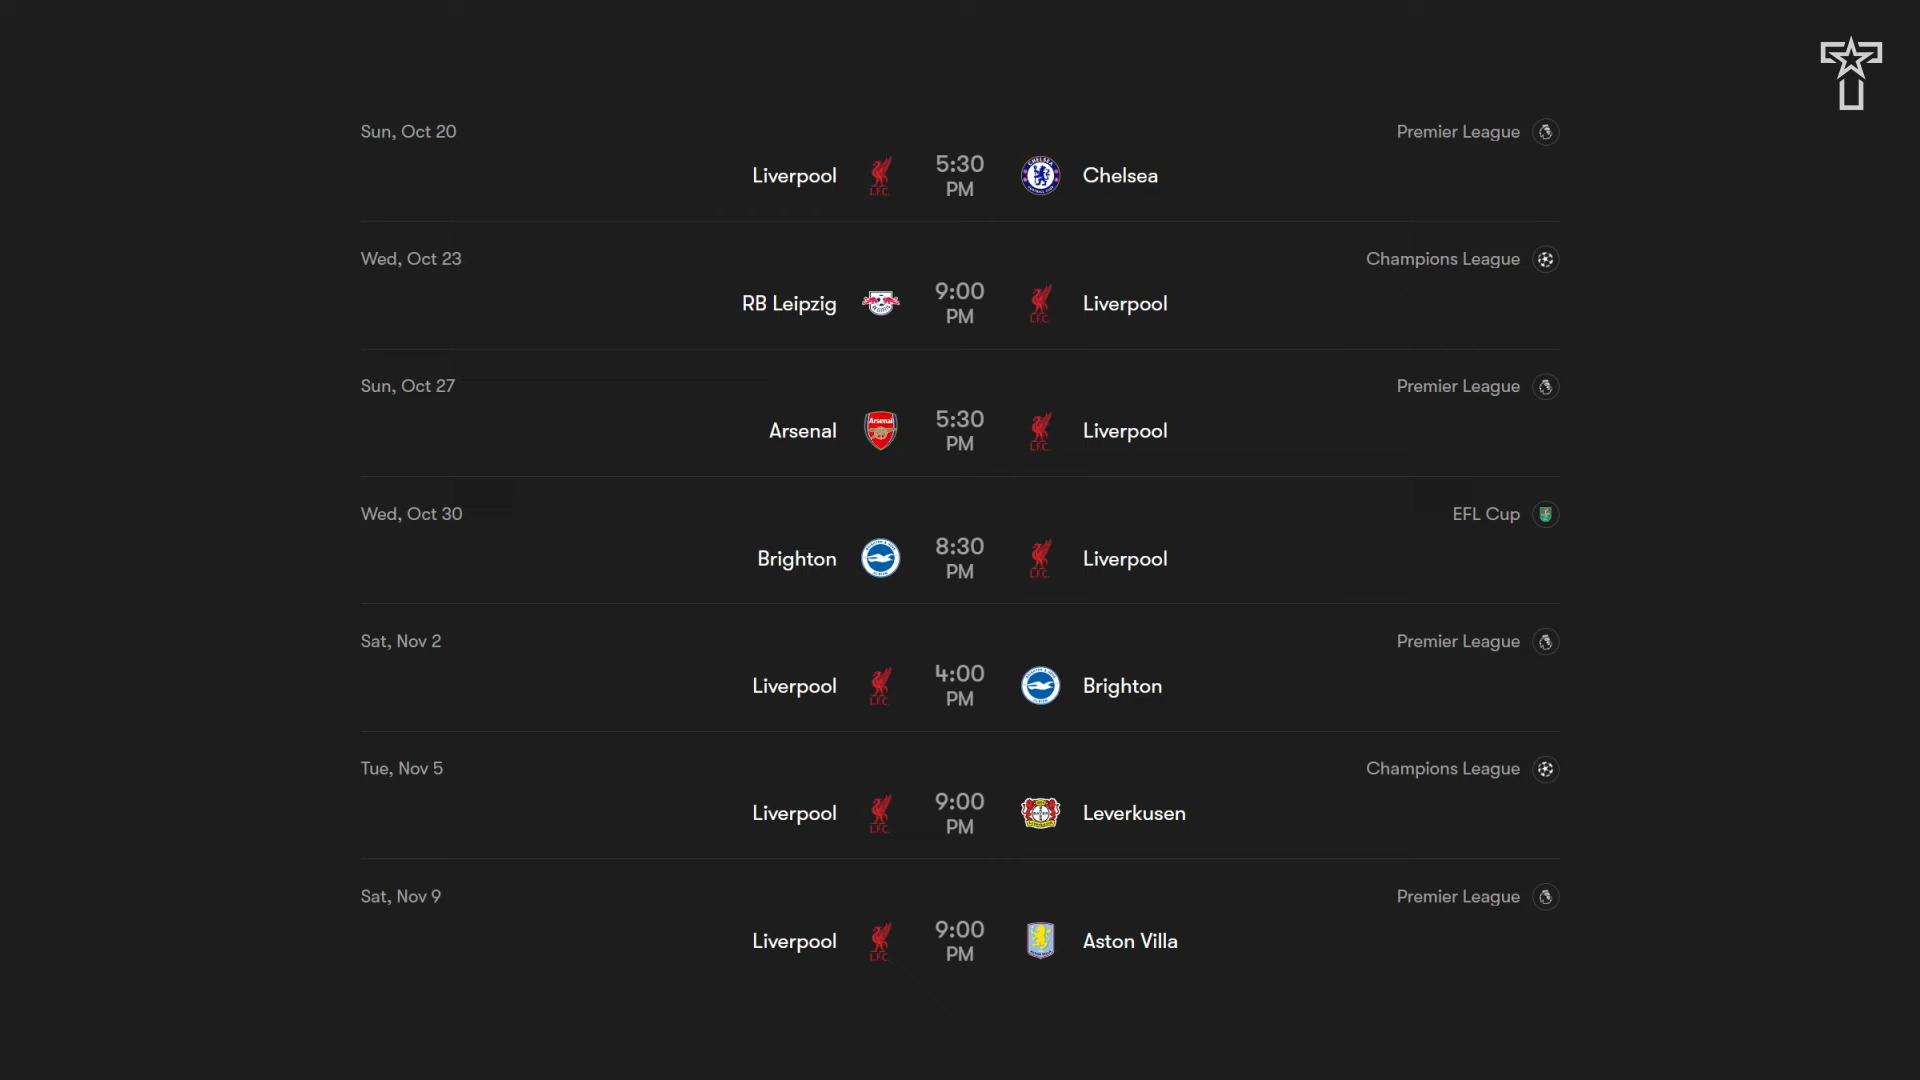 Sun, Oct 20
Premier League
Liverpool 5:30 PM Chelsea
Wed, Oct 23
Champions League
RB Leipzig 9:00 PM Liverpool
Sun, Oct 27
Premier League
Arsenal 5:30 PM Liverpool
Wed, Oct 30
EFL Cup
Brighton 8:30 PM Liverpool
Sat, Nov 2
Premier League
Liverpool 4:00 PM Brighton
Tue, Nov 5
Champions League
Liverpool 9:00 PM Leverkusen
Sat, Nov 9
Premier League
Liverpool 9:00 PM Aston Villa